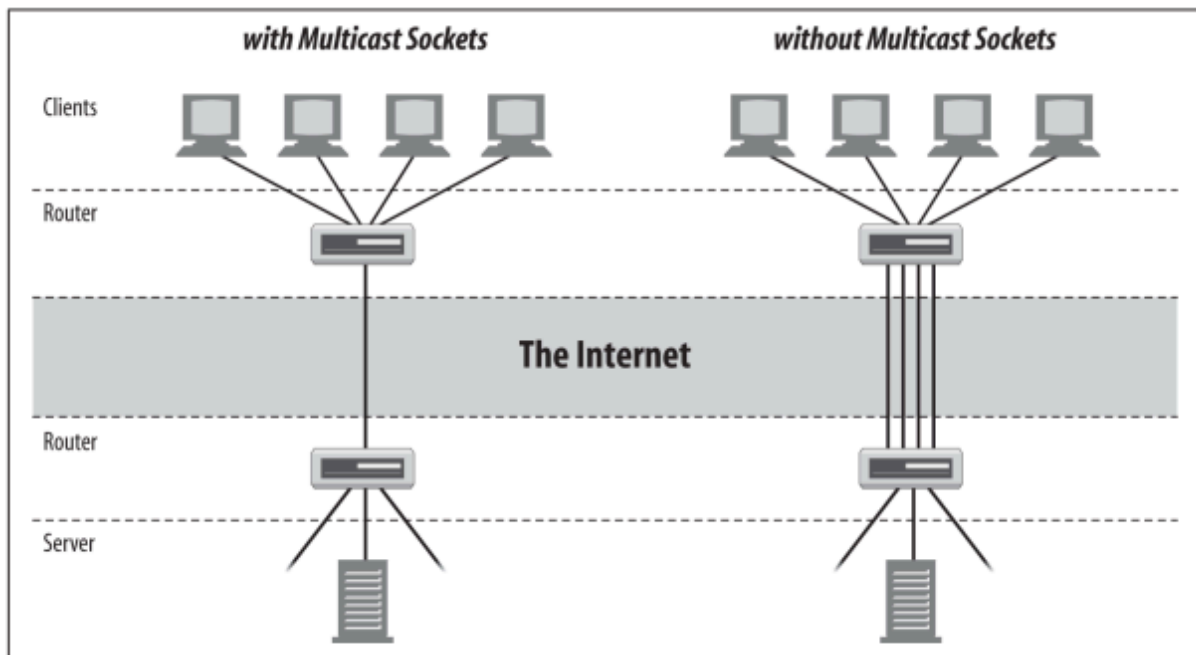 with Multicast Sockets
without Multicast Sockets
Clients
Router
The Internet
Router
Server